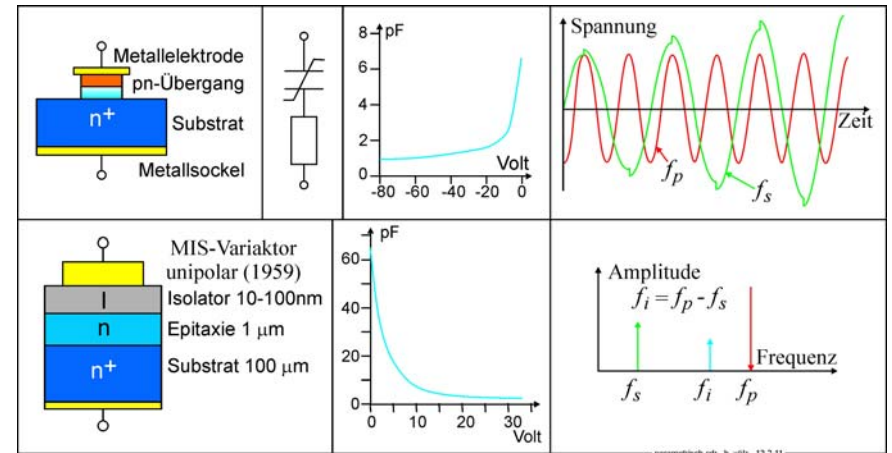 Metallelektrode
pn-Übergang
n+
Substrat
Metallsockel
pF
8
6
4
2
0
Volt
-80 -60 -40 -20 0
Spannung
Zeit
fp
fs
MIS-Variaktor
unipolar (1959)
I
Isolator 10-100nm
n
Epitaxie 1 µm
n+
Substrat 100 µm
pF
60
40
20
0
0 10 20 30
Volt
Amplitude
fi = fp - fs
Frequenz
fs fi fp